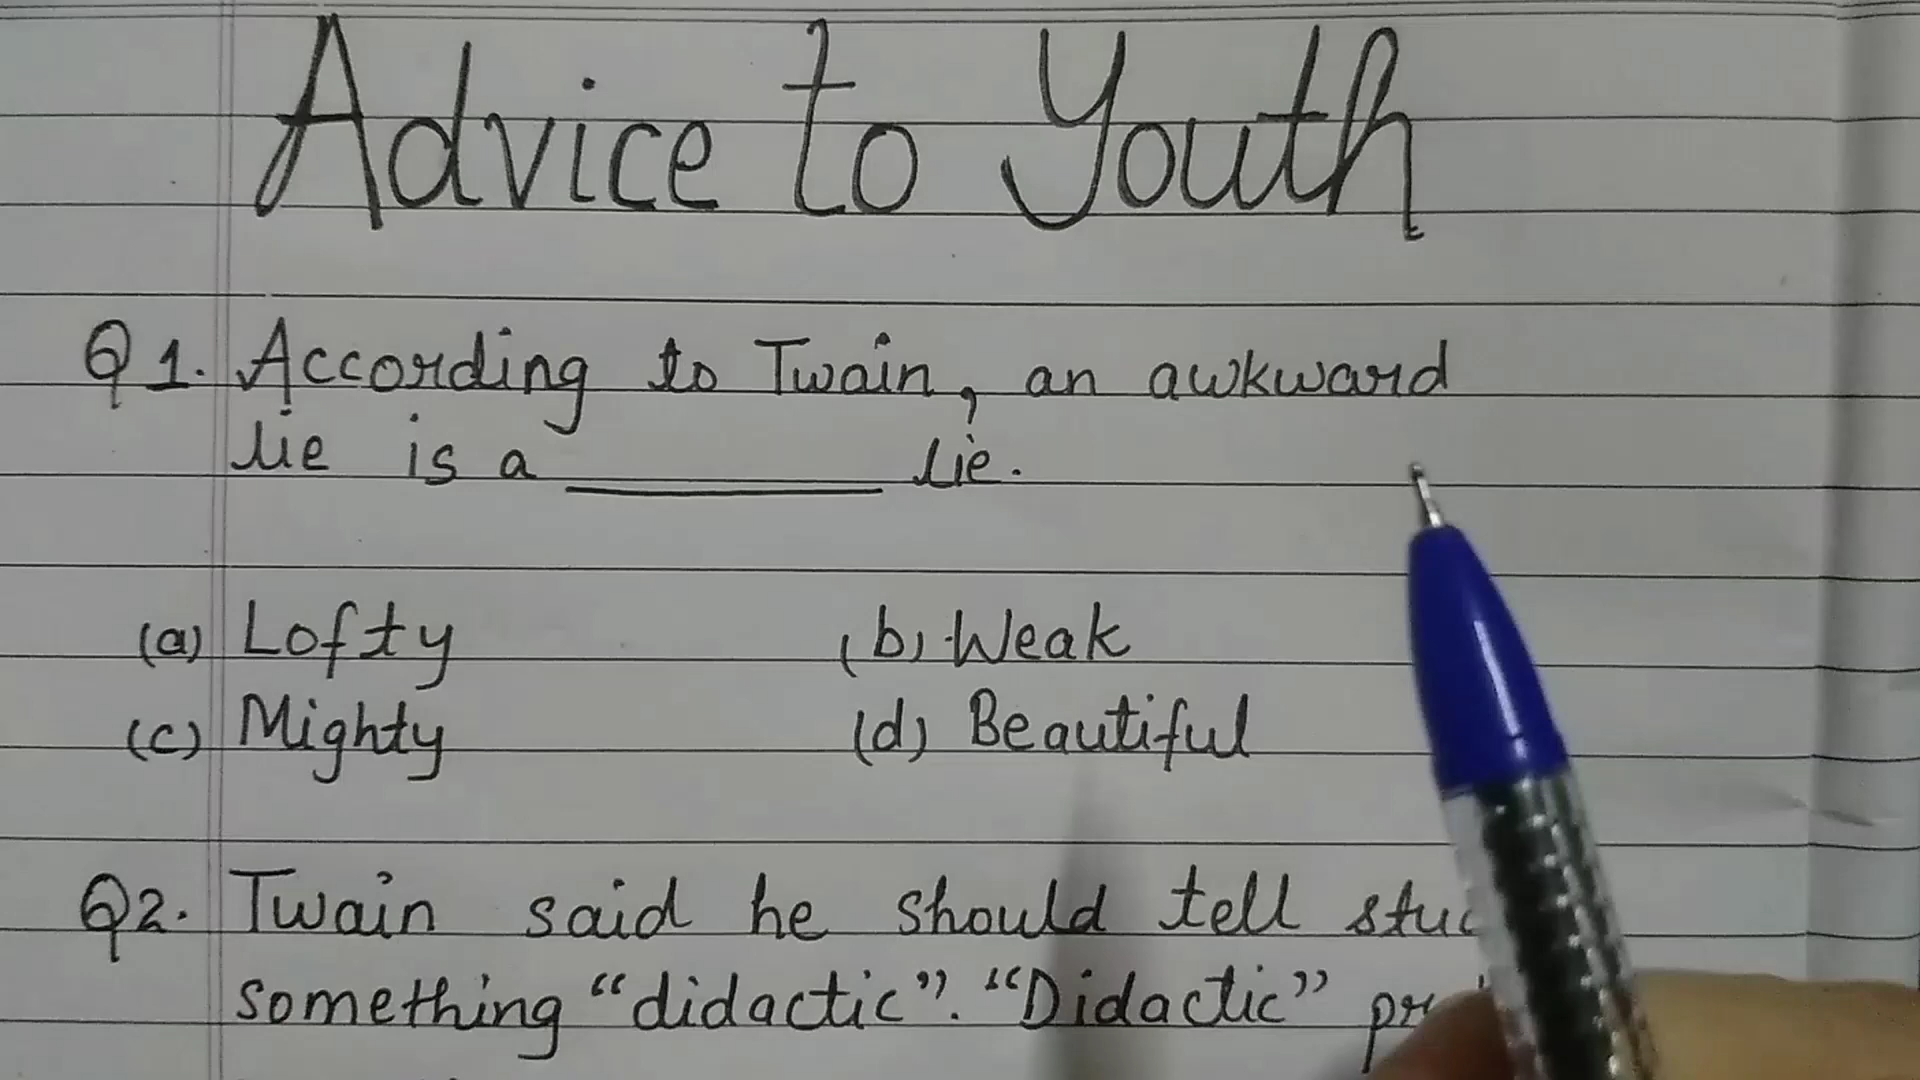 Advice to Youth
Q1. According to Twain, an awkward
lie is a ________ lie.
(a) Lofty (b) Weak
(c) Mighty (d) Beautiful
Q2. Twain said he should tell
something "didactic". "Didactic"